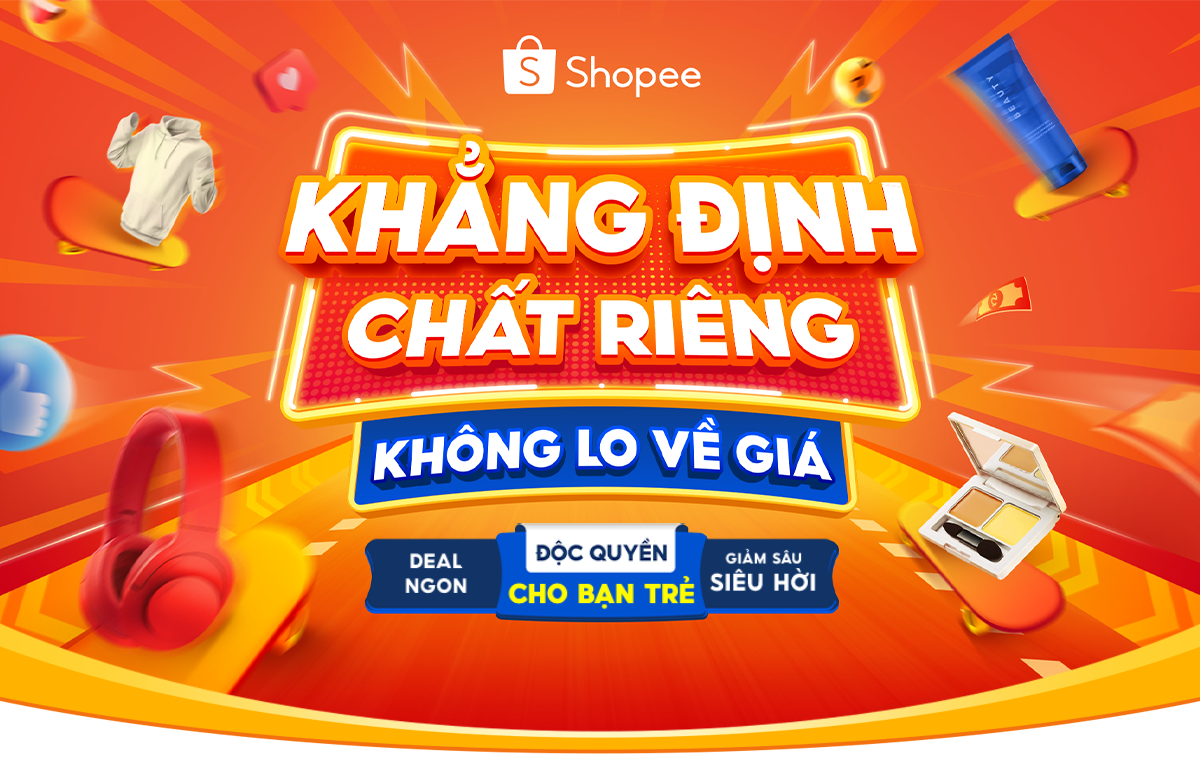 Shopee
BEAUTY
KHẲNG ĐỊNH
CHẤT RIÊNG
KHÔNG LO VỀ GIÁ
DEAL
NGON
ĐỘC QUYỀN
CHO BẠN TRẺ
GIẢM SÂU
SIÊU HỜI